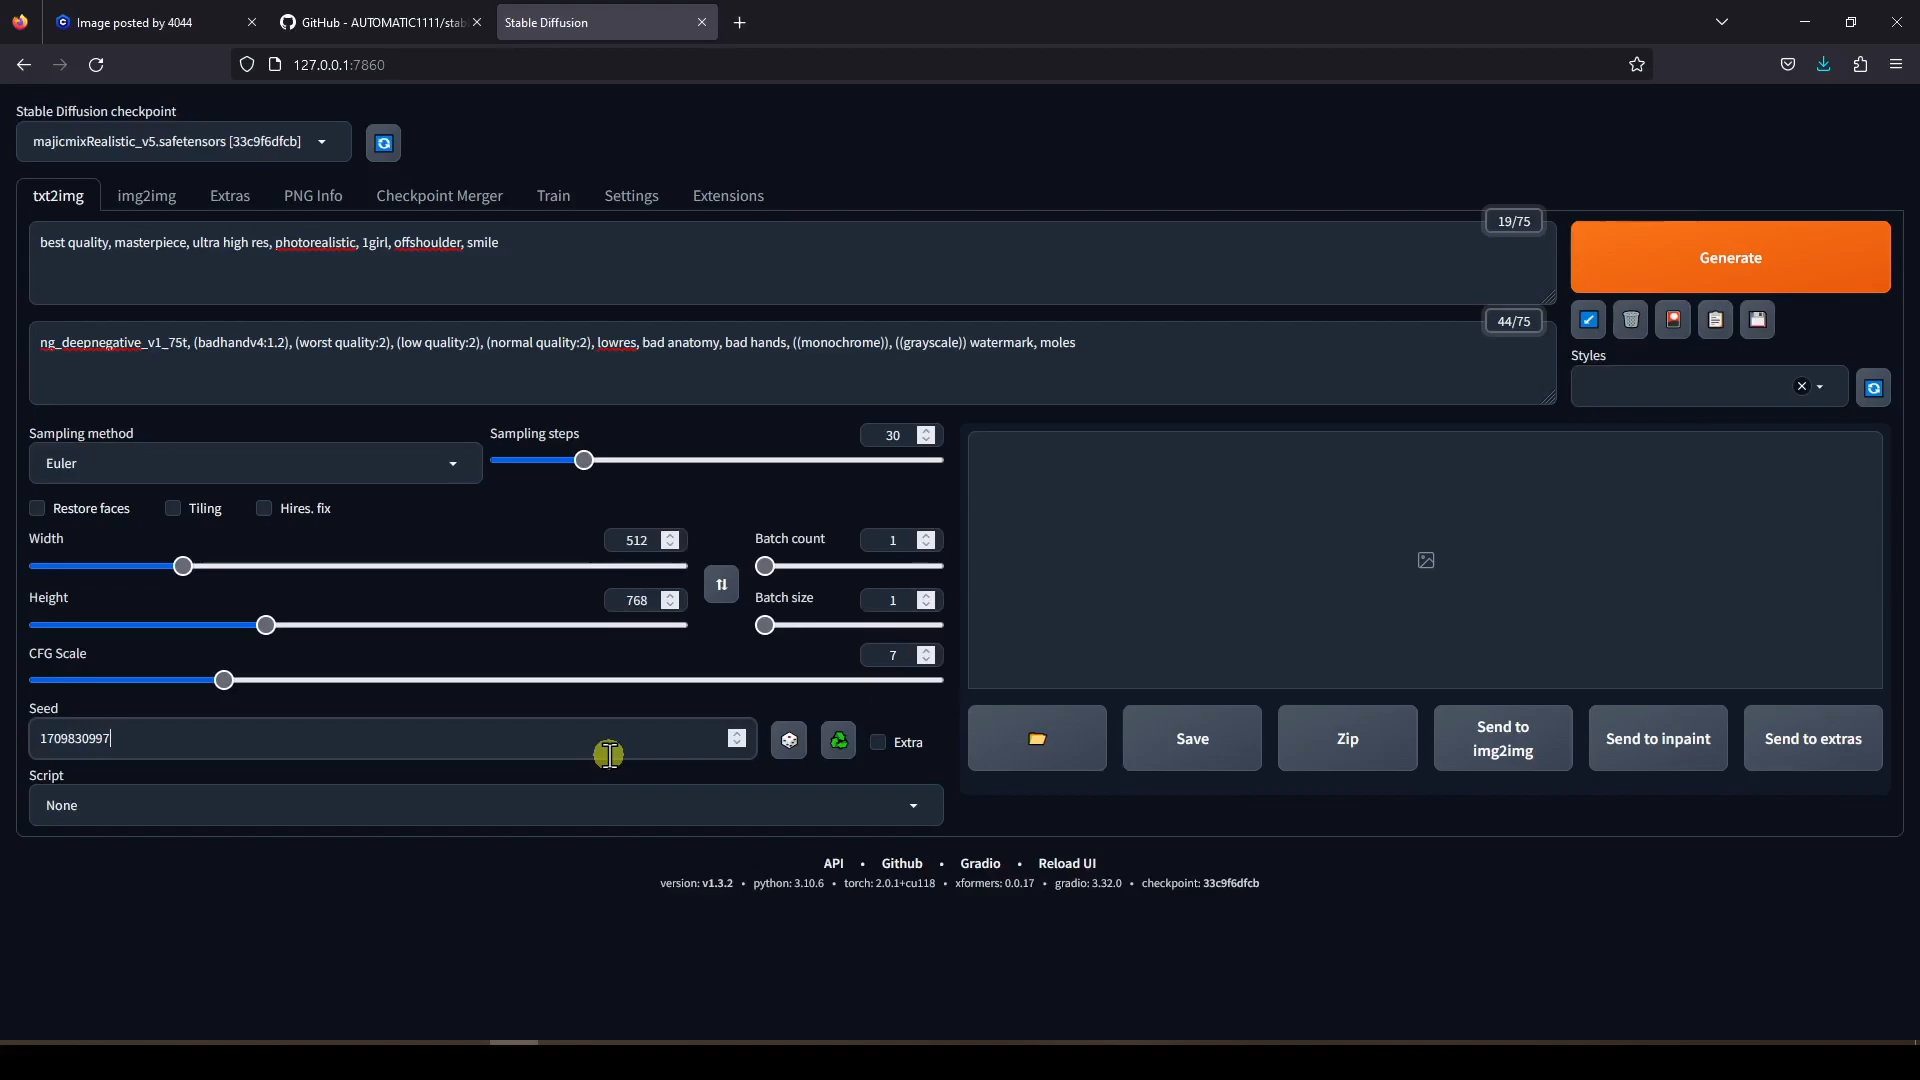 Image posted by 4044
GitHub - AUTOMATIC1111/stab
Stable Diffusion
127.0.0.1:7860
Stable Diffusion checkpoint
majicmixRealistic_v5.safetensors [33c9f6dfcb]
txt2img img2img Extras PNG Info Checkpoint Merger Train Settings Extensions
19/75
best quality, masterpiece, ultra high res, photorealistic, 1girl, offshoulder, smile
Generate
44/75
ng_deepnegative_v1_75t, (badhandv4:1.2), (worst quality:2), (low quality:2), (normal quality:2), lowres, bad anatomy, bad hands, ((monochrome)), ((grayscale)) watermark, moles
Styles
Sampling method
Euler
Sampling steps
30
Restore faces Tiling Hires. fix
Width
512
Batch count
1
Height
768
Batch size
1
CFG Scale
7
Seed
1709830997
Extra
Save
Zip
Send to
img2img
Send to inpaint
Send to extras
Script
None
API • Github • Gradio • Reload UI
version: v1.3.2 • python: 3.10.6 • torch: 2.0.1+cu118 • xformers: 0.0.17 • gradio: 3.32.0 • checkpoint: 33c9f6dfcb